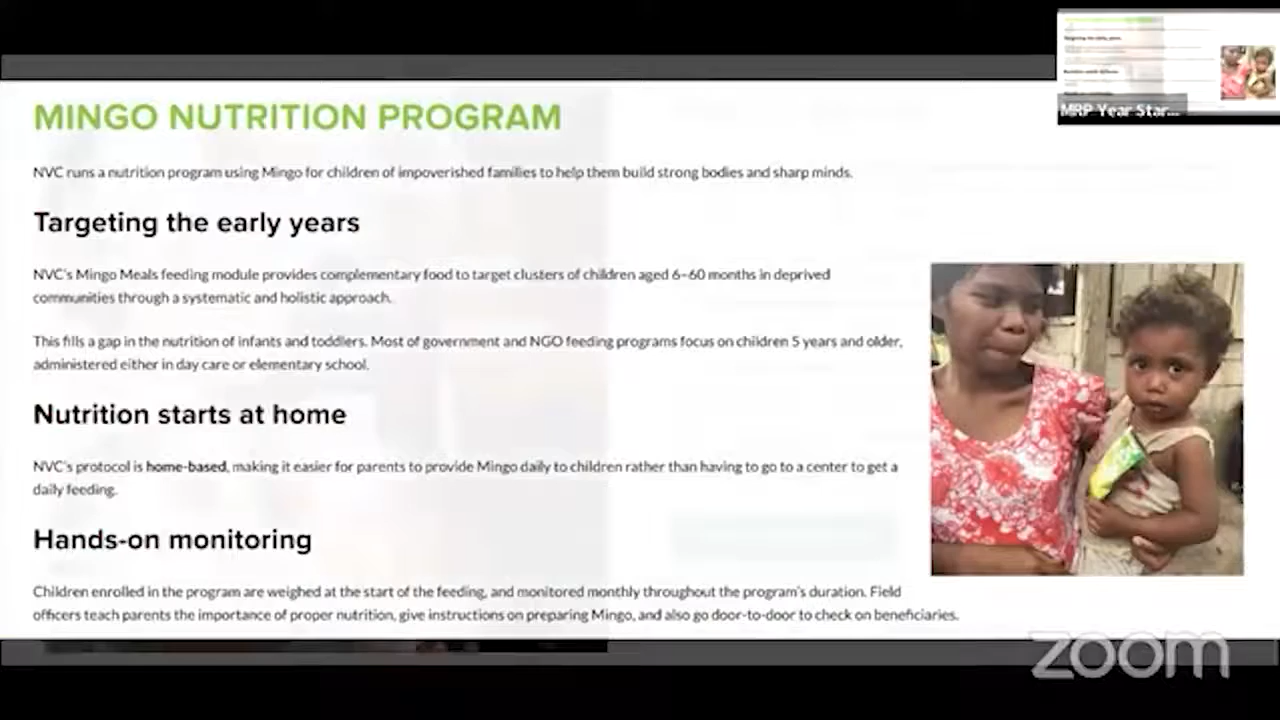 MINGO NUTRITION PROGRAM
NVC runs a nutrition program using Mingo for children of impoverished families to help them build strong bodies and sharp minds.
Targeting the early years
NVC's Mingo Meals feeding module provides complementary food to target clusters of children aged 6–60 months in deprived
communities through a systematic and holistic approach.
This fills a gap in the nutrition of infants and toddlers. Most of government and NGO feeding programs focus on children 5 years and older,
administered either in day care or elementary school.
Nutrition starts at home
NVC's protocol is home-based, making it easier for parents to provide Mingo daily to children rather than having to go to a center to get a
daily feeding.
Hands-on monitoring
Children enrolled in the program are weighed at the start of the feeding, and monitored monthly throughout the program's duration. Field
officers teach parents the importance of proper nutrition, give instructions on preparing Mingo, and also go door-to-door to check on beneficiaries.
Targeting the early years
MRP Year Star...
zoom